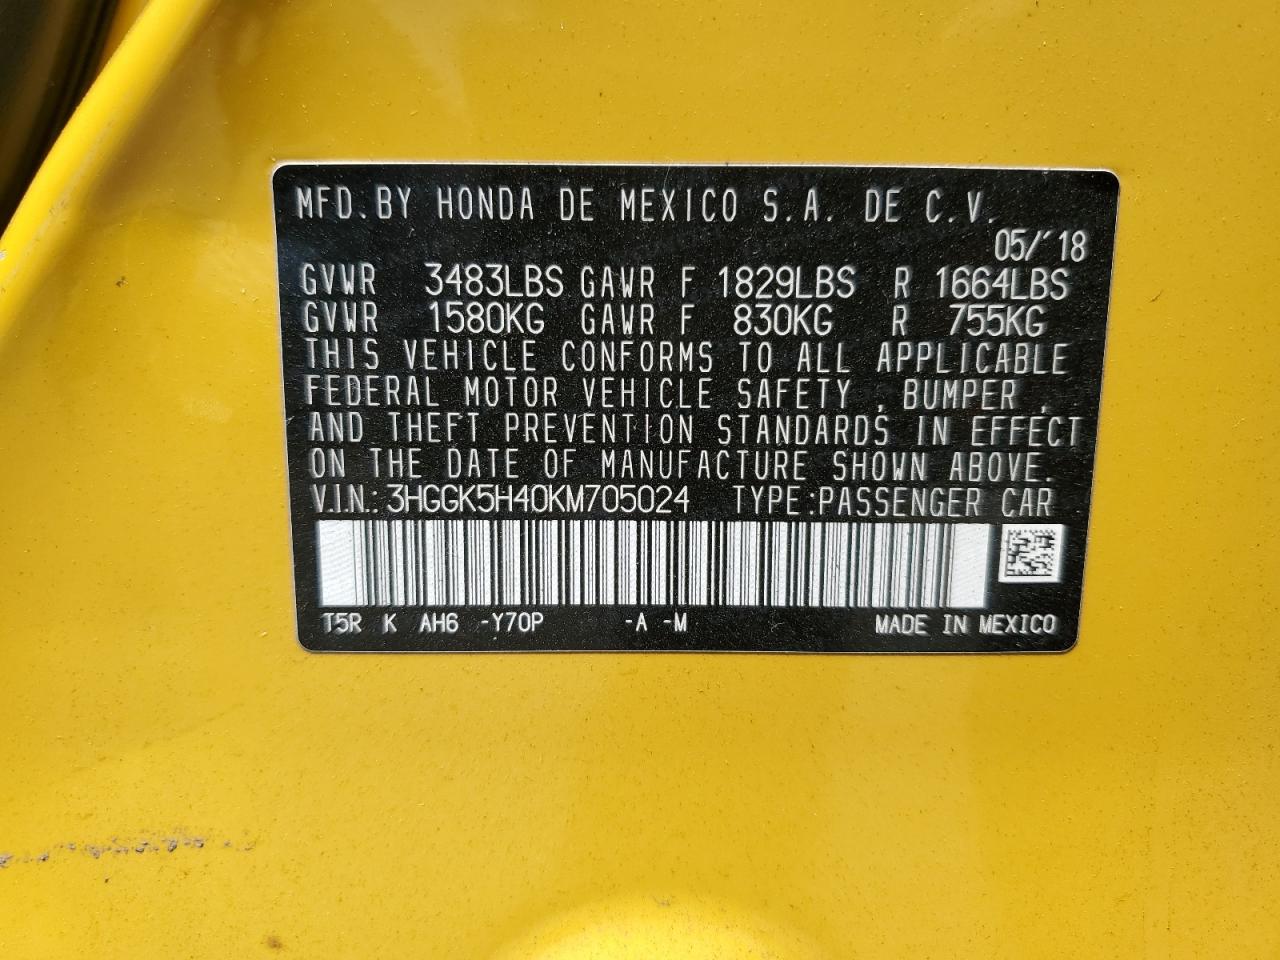 MFD. BY HONDA DE MEXICO S.A. DE C.V.
05/'18
GVWR 3483LBS GAWR F 1829LBS R 1664LBS
GVWR 1580KG GAWR F 830KG R 755KG
THIS VEHICLE CONFORMS TO ALL APPLICABLE
FEDERAL MOTOR VEHICLE SAFETY , BUMPER ,
AND THEFT PREVENTION STANDARDS IN EFFECT
ON THE DATE OF MANUFACTURE SHOWN ABOVE.
V.I.N.: 3HGGK5H40KM705024 TYPE:PASSENGER CAR
T5R K AH6 -Y70P -A -M MADE IN MEXICO